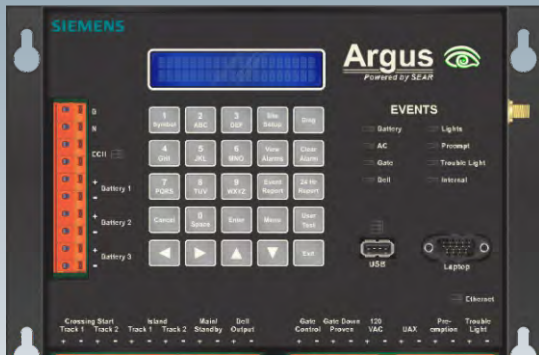 SIEMENS
Argus
Powered by SEAR
EVENTS
Battery Lights
AC Preempt
Gate Trouble Light
Bell Internal
1 Symbol
2 ABC
3 DEF
Site Setup
Diag
4 GHI
5 JKL
6 MNO
View Alarms
Clear Alarm
7 PQRS
8 TUV
9 WXYZ
Event Report
24 Hr Report
Cancel
0 Space
Enter
Menu
User Test
Exit
B
N
+
Battery 1
-
+
Battery 2
-
+
Battery 3
-
USB
Laptop
Ethernet
Crossing Start
Track 1 Track 2
Island
Track 1 Track 2
Main/ Standby
Bell Output
Gate Control
Gate Down Proven
120 VAC
UAX
Pre-emption
Trouble Light
+ - + - + - + - + - + - + - + - + - + - + - + -